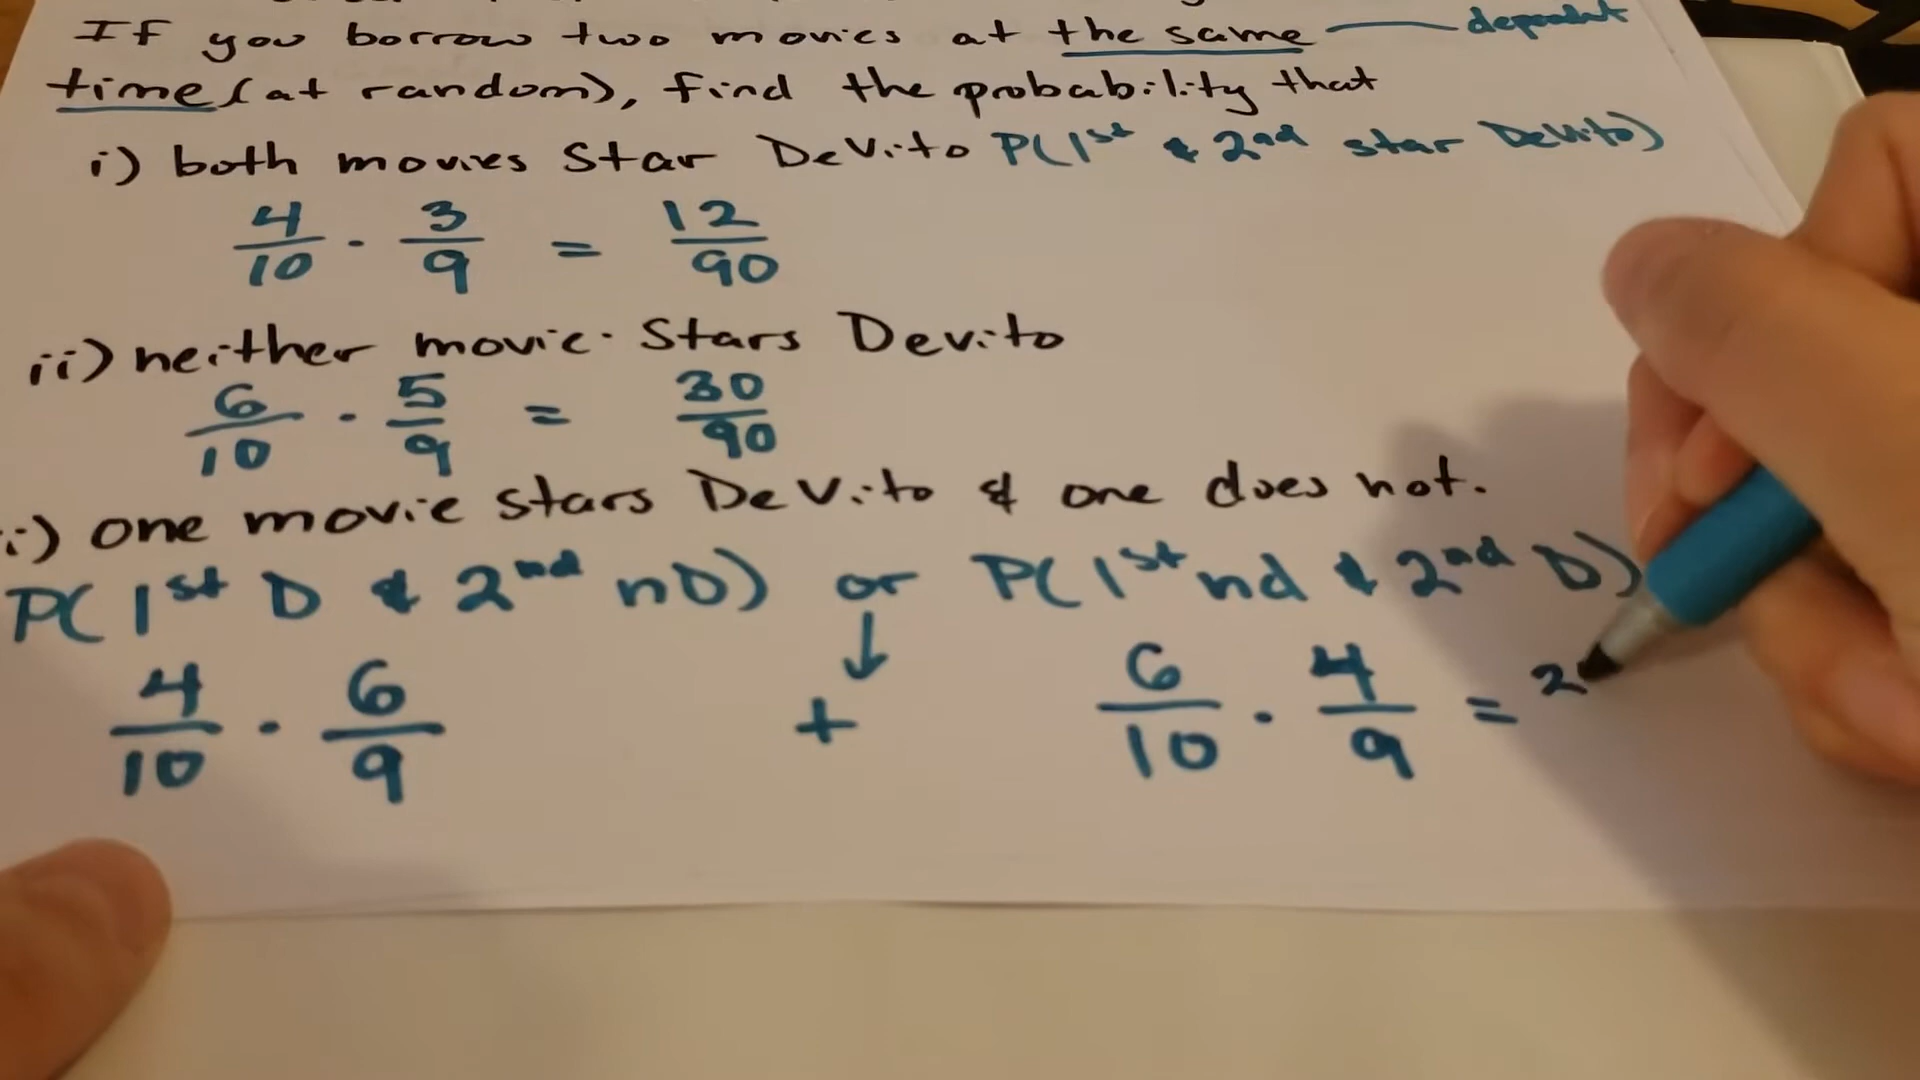 If you borrow two movies at the same dependent
time (at random), find the probability that
i) both movies star DeVito P(1st & 2nd star DeVito)
4/10 · 3/9 = 12/90
ii) neither movie stars Devito
6/10 · 5/9 = 30/90
i) one movie stars DeVito & one does not.
P(1st D & 2nd nD) or P(1st nd & 2nd D)
↓
4/10 · 6/9 + 6/10 · 4/9 = 2